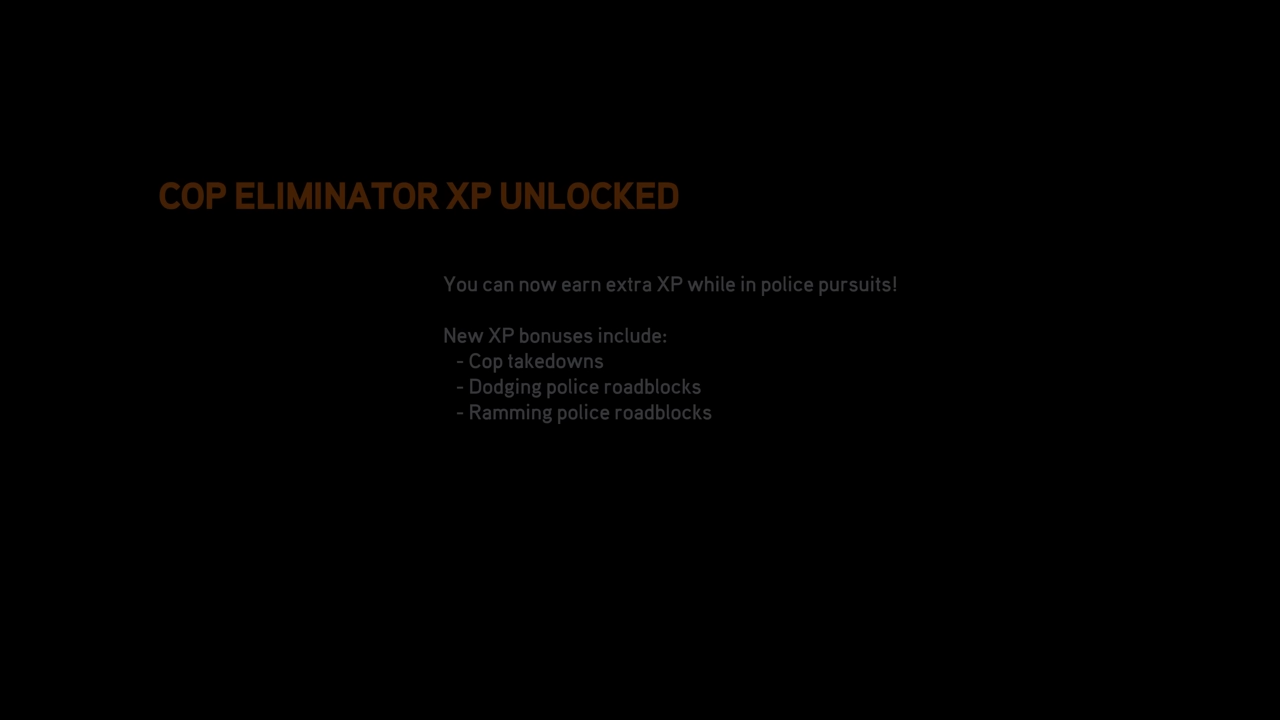 COP ELIMINATOR XP UNLOCKED
You can now earn extra XP while in police pursuits!
New XP bonuses include:
- Cop takedowns
- Dodging police roadblocks
- Ramming police roadblocks